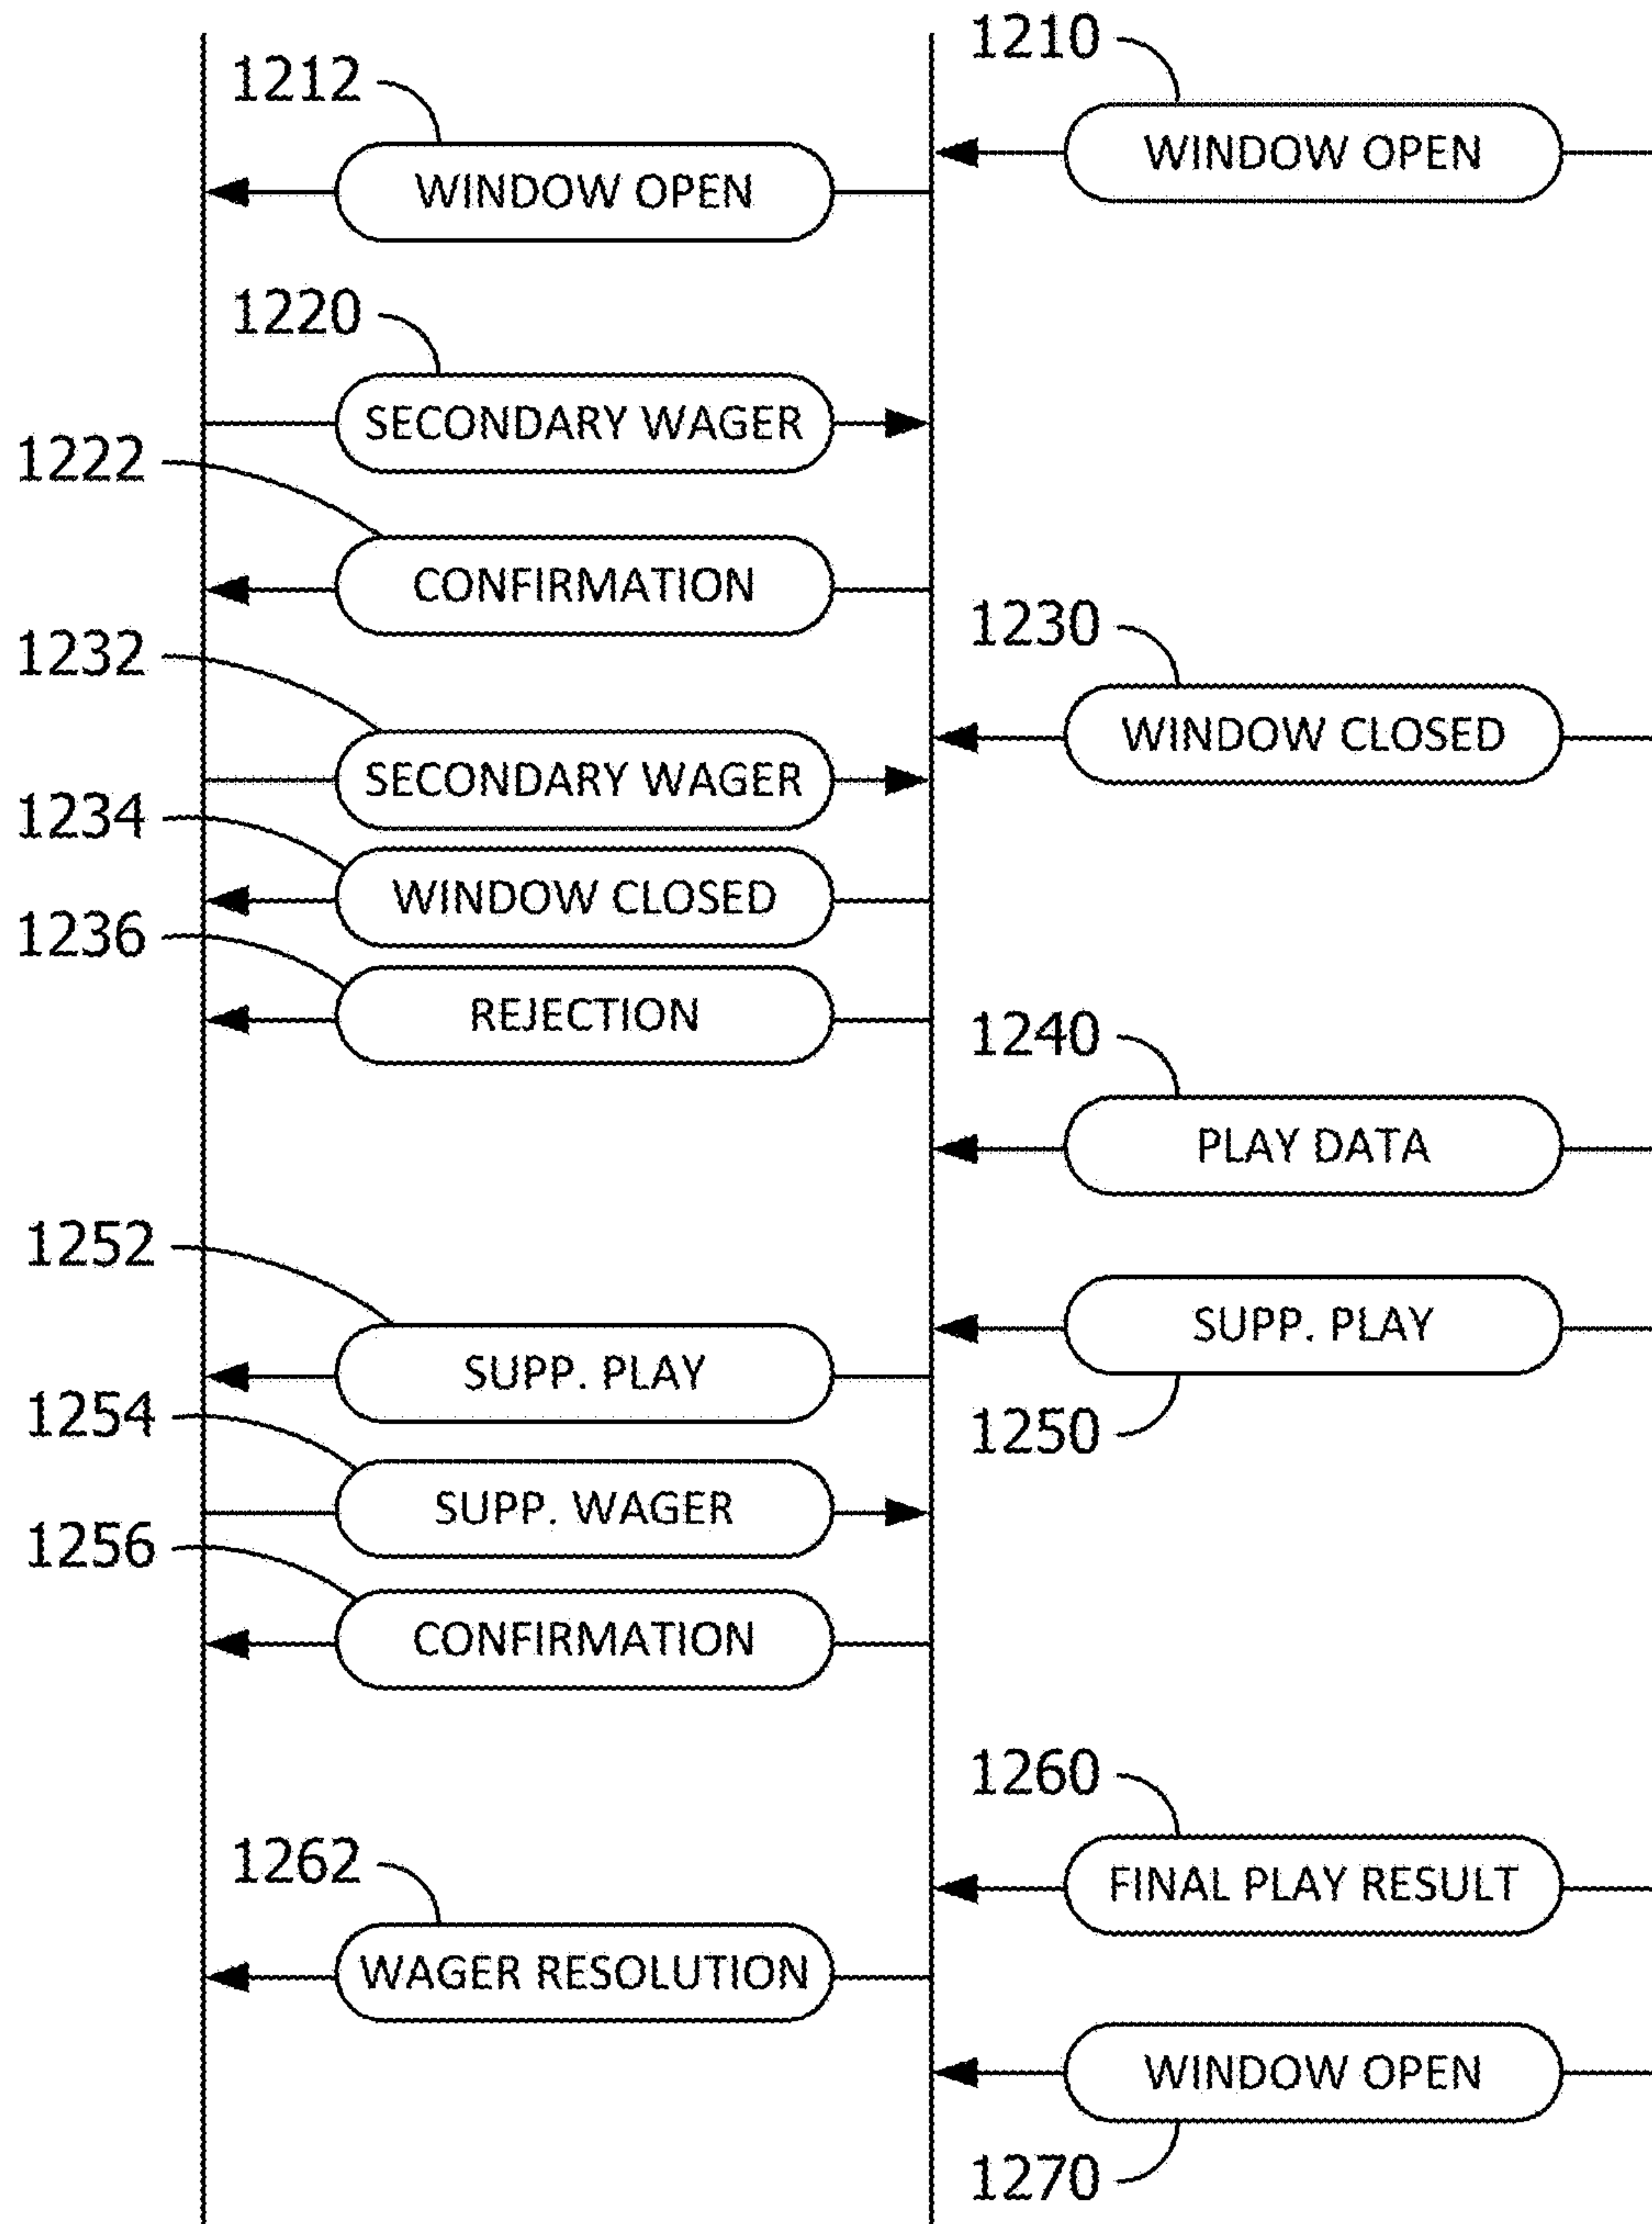 1210
1212
WINDOW OPEN
WINDOW OPEN
1220
SECONDARY WAGER
1222
CONFIRMATION
1230
1232
WINDOW CLOSED
SECONDARY WAGER
1234
WINDOW CLOSED
1236
REJECTION
1240
PLAY DATA
1252
SUPP. PLAY
SUPP. PLAY
1254
1250
SUPP. WAGER
1256
CONFIRMATION
1260
1262
FINAL PLAY RESULT
WAGER RESOLUTION
WINDOW OPEN
1270